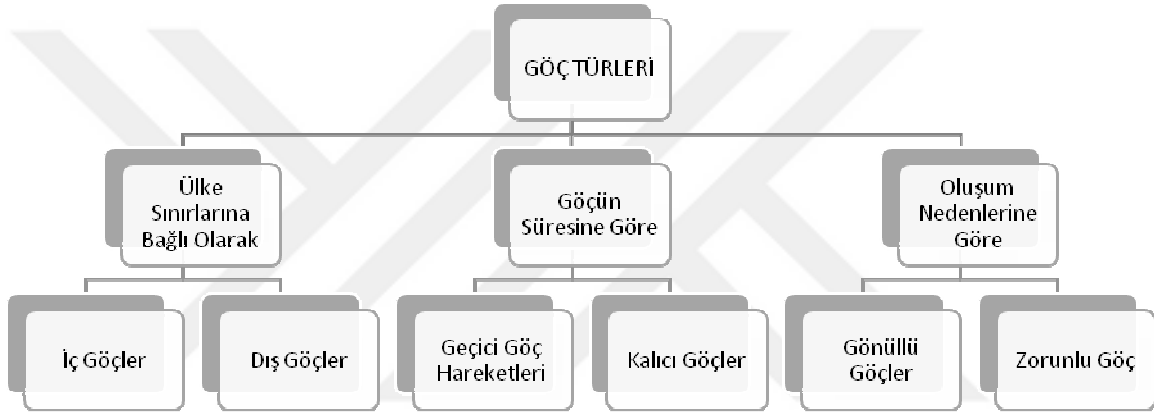 GÖÇ TÜRLERİ
Ülke
Sınırlarına
Bağlı Olarak
Göçün
Süresine Göre
Oluşum
Nedenlerine
Göre
İç Göçler
Dış Göçler
Geçici Göç
Hareketleri
Kalıcı Göçler
Gönüllü
Göçler
Zorunlu Göç